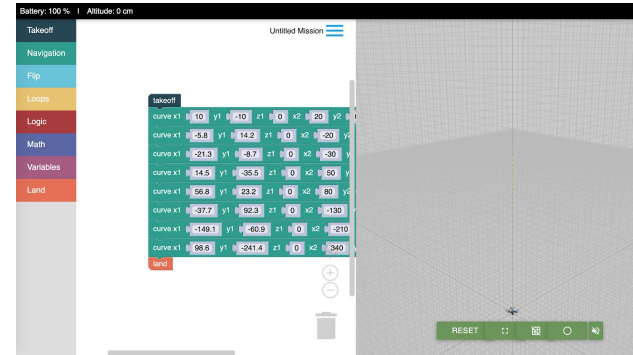 Battery: 100 % | Altitude: 0 cm
Takeoff
Navigation
Flip
Loops
Logic
Math
Variables
Land
Untitled Mission
takeoff
curve x1 10 y1 -10 z1 0 x2 20 y2
curve x1 -5.8 y1 14.2 z1 0 x2 -20 y2
curve x1 -21.3 y1 -8.7 z1 0 x2 -30 y
curve x1 14.5 y1 -35.5 z1 0 x2 50 y
curve x1 56.8 y1 23.2 z1 0 x2 80 y2
curve x1 -37.7 y1 92.3 z1 0 x2 -130
curve x1 -149.1 y1 -60.9 z1 0 x2 -210
curve x1 98.6 y1 -241.4 z1 0 x2 340
land
RESET